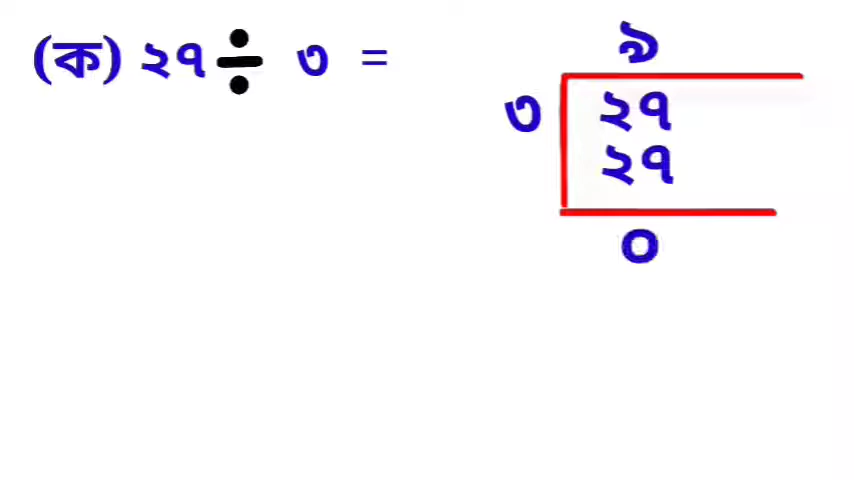 (ক) ২৭ ÷ ৩ =
৯
৩ ২৭
২৭
০